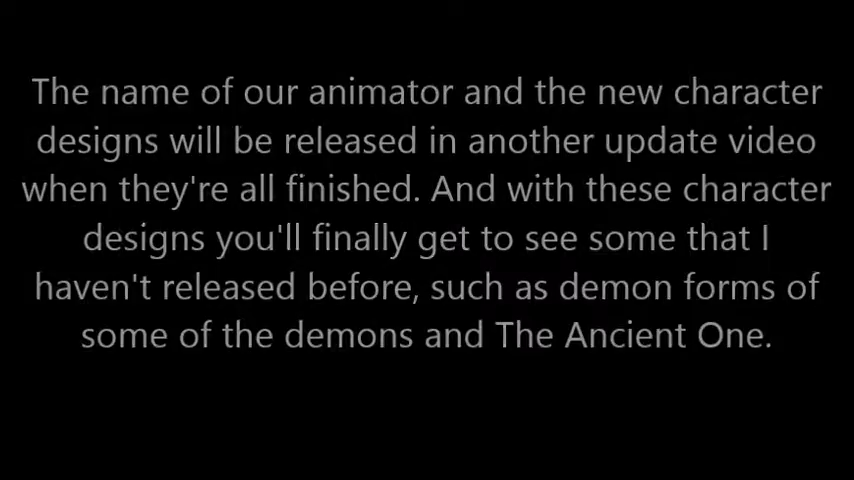 The name of our animator and the new character
designs will be released in another update video
when they're all finished. And with these character
designs you'll finally get to see some that I
haven't released before, such as demon forms of
some of the demons and The Ancient One.